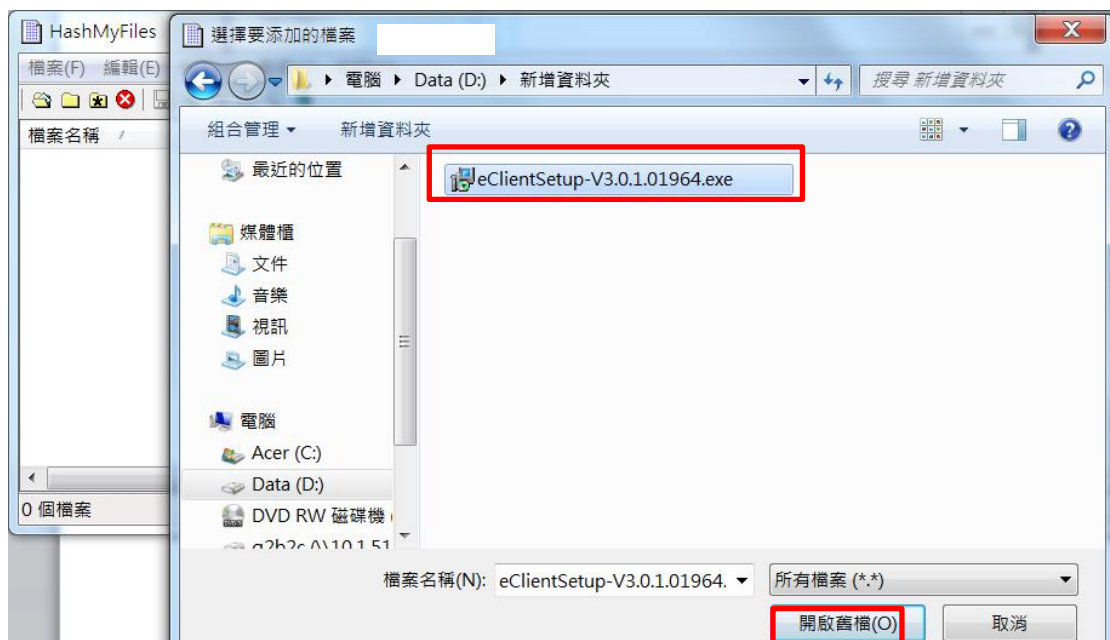 HashMyFiles
選擇要添加的檔案
檔案(F) 編輯(E)
電腦 Data (D:) 新增資料夾
搜尋 新增資料夾
組合管理 新增資料夾
檔案名稱 /
最近的位置
eClientSetup-V3.0.1.01964.exe
媒體櫃
文件
音樂
視訊
圖片
電腦
Acer (C:)
Data (D:)
DVD RW 磁碟機
0 個檔案
檔案名稱(N): eClientSetup-V3.0.1.01964. 所有檔案 (*.*)
開啟舊檔(O) 取消